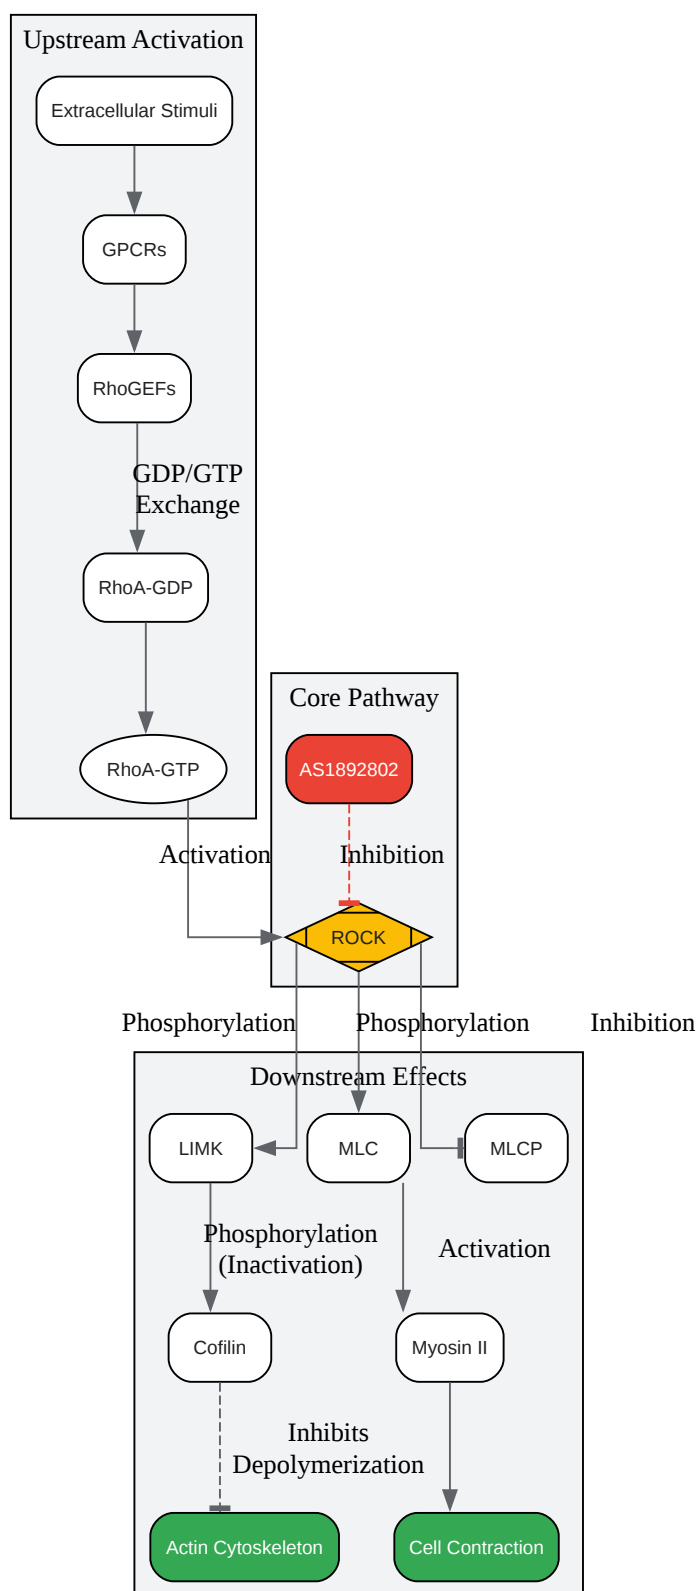 Upstream Activation
Extracellular Stimuli
GPCRs
RhoGEFs
GDP/GTP
Exchange
RhoA-GDP
RhoA-GTP
Core Pathway
AS1892802
Activation
Inhibition
ROCK
Phosphorylation
Phosphorylation
Inhibition
Downstream Effects
LIMK
MLC
MLCP
Phosphorylation
(Inactivation)
Activation
Cofilin
Myosin II
Inhibits
Depolymerization
Actin Cytoskeleton
Cell Contraction